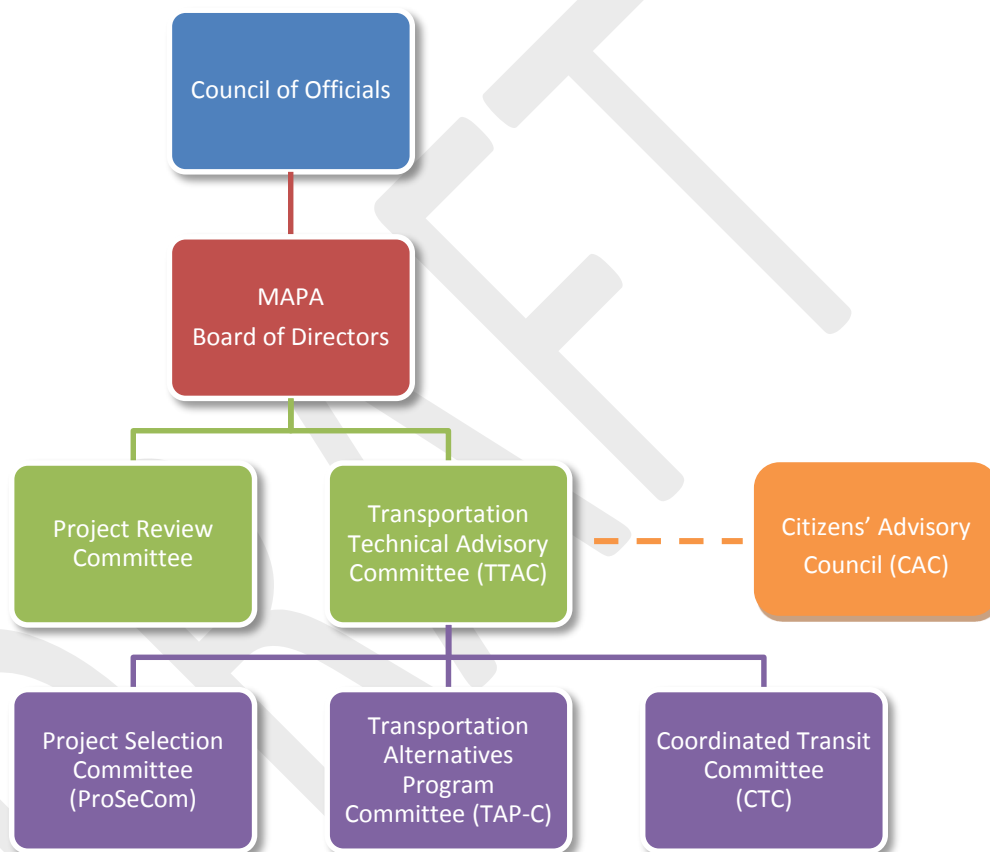 Council of Officials
MAPA
Board of Directors
Project Review
Committee
Transportation
Technical Advisory
Committee (TTAC)
Citizens’ Advisory
Council (CAC)
Project Selection
Committee
(ProSeCom)
Transportation
Alternatives
Program
Committee (TAP-C)
Coordinated Transit
Committee
(CTC)
DRAFT